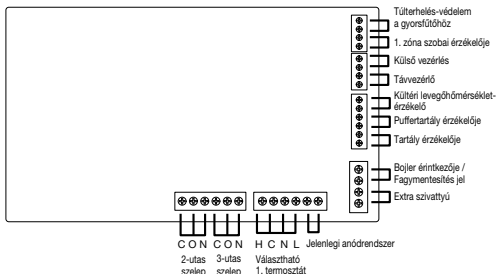 Túlterhelés-védelem
a gyorsfűtőhöz
1. zóna szobai érzékelője
Külső vezérlés
Távvezérlő
Kültéri levegőhőmérséklet-
érzékelő
Puffertartály érzékelője
Tartály érzékelője
Bojler érintkezője /
Fagymentesítés jel
Extra szivattyú
C O N C O N H C N L Jelenlegi anódrendszer
2-utas 3-utas Választható
szelep szelep 1. termosztát